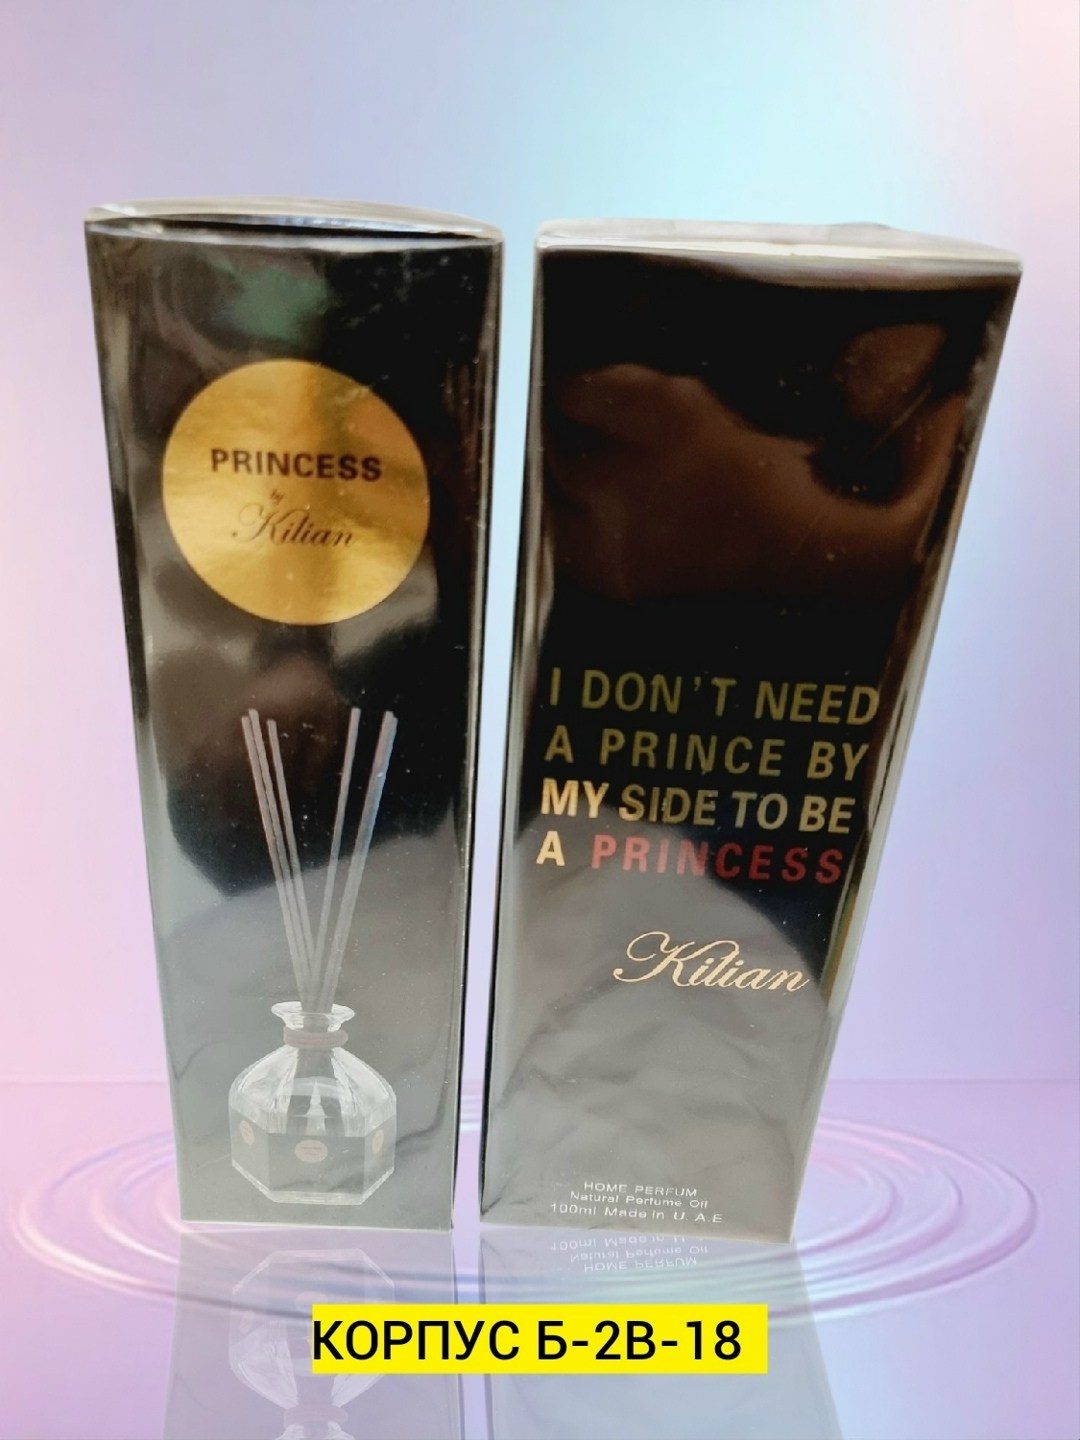 PRINCESS
by
Kilian
I DON'T NEED
A PRINCE BY
MY SIDE TO BE
A PRINCESS
Kilian
HOME PERFUM
Natural Perfume Oil
100ml Made in U.A.E
КОРПУС Б-2В-18